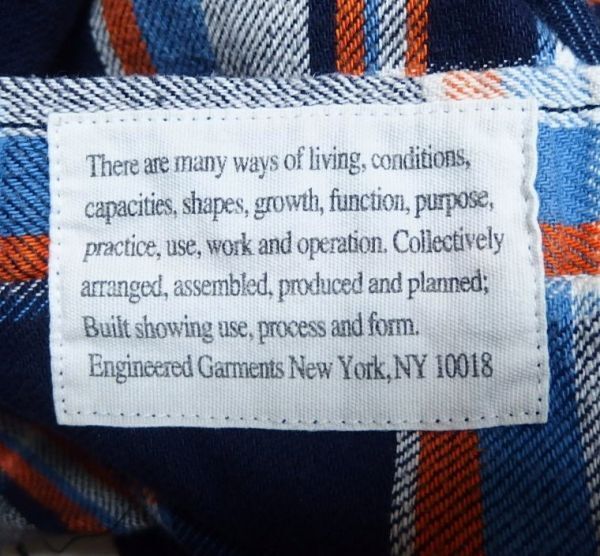 There are many ways of living, conditions,
capacities, shapes, growth, function, purpose,
practice, use, work and operation. Collectively
arranged, assembled, produced and planned;
Built showing use, process and form.
Engineered Garments New York, NY 10018